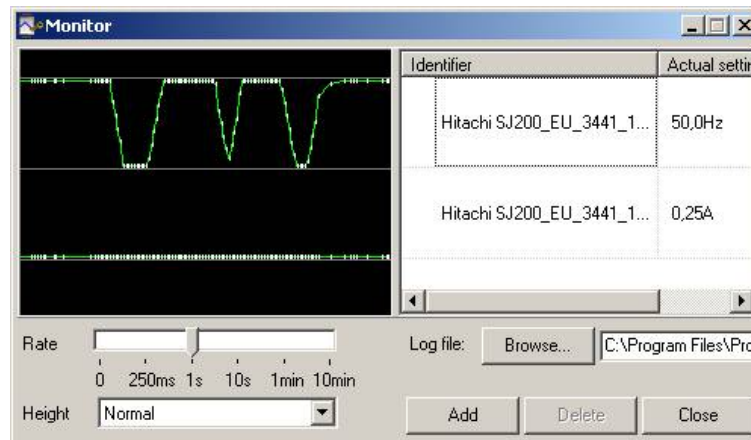 Monitor
Identifier Actual settin
Hitachi SJ200_EU_3441_1... 50,0Hz
Hitachi SJ200_EU_3441_1... 0,25A
Rate
0 250ms 1s 10s 1min 10min
Log file: Browse... C:\Program Files\Pro
Height Normal
Add Delete Close